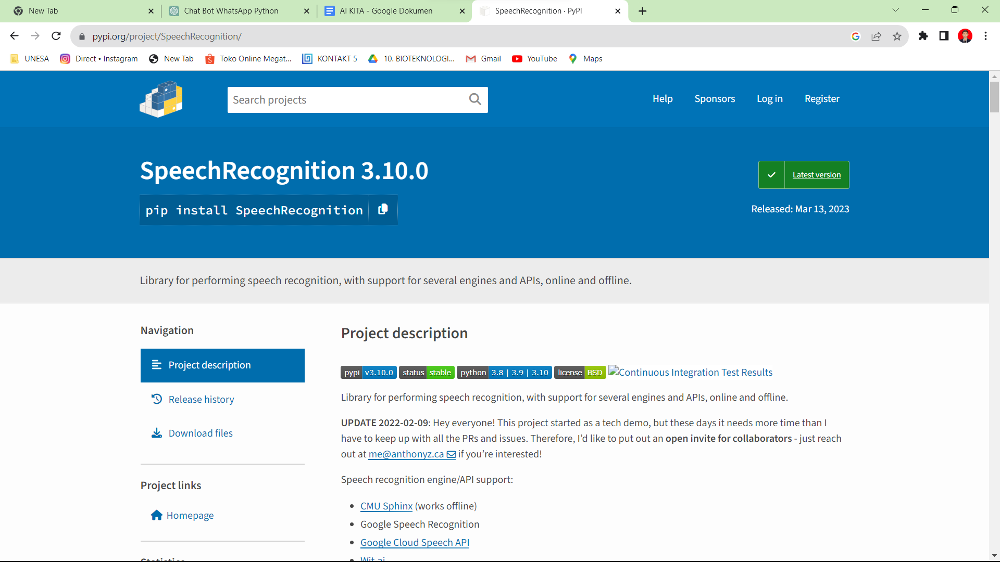 New Tab
Chat Bot WhatsApp Python
AI KITA - Google Dokumen
SpeechRecognition · PyPI
pypi.org/project/SpeechRecognition/
UNESA
Direct • Instagram
New Tab
Toko Online Megat...
KONTAKT 5
10. BIOTEKNOLOGI...
Gmail
YouTube
Maps
Search projects
Help
Sponsors
Log in
Register
SpeechRecognition 3.10.0
Latest version
pip install SpeechRecognition
Released: Mar 13, 2023
Library for performing speech recognition, with support for several engines and APIs, online and offline.
Navigation
Project description
Release history
Download files
Project links
Homepage
Statistics
Project description
pypi v3.10.0 status stable python 3.8 | 3.9 | 3.10 license BSD Continuous Integration Test Results
Library for performing speech recognition, with support for several engines and APIs, online and offline.
UPDATE 2022-02-09: Hey everyone! This project started as a tech demo, but these days it needs more time than I
have to keep up with all the PRs and issues. Therefore, I’d like to put out an open invite for collaborators - just reach
out at me@anthonyz.ca if you’re interested!
Speech recognition engine/API support:
• CMU Sphinx (works offline)
• Google Speech Recognition
• Google Cloud Speech API
• Wit.ai